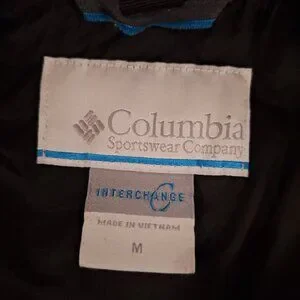 Columbia
Sportswear Company
INTERCHANGE
MADE IN VIETNAM
M